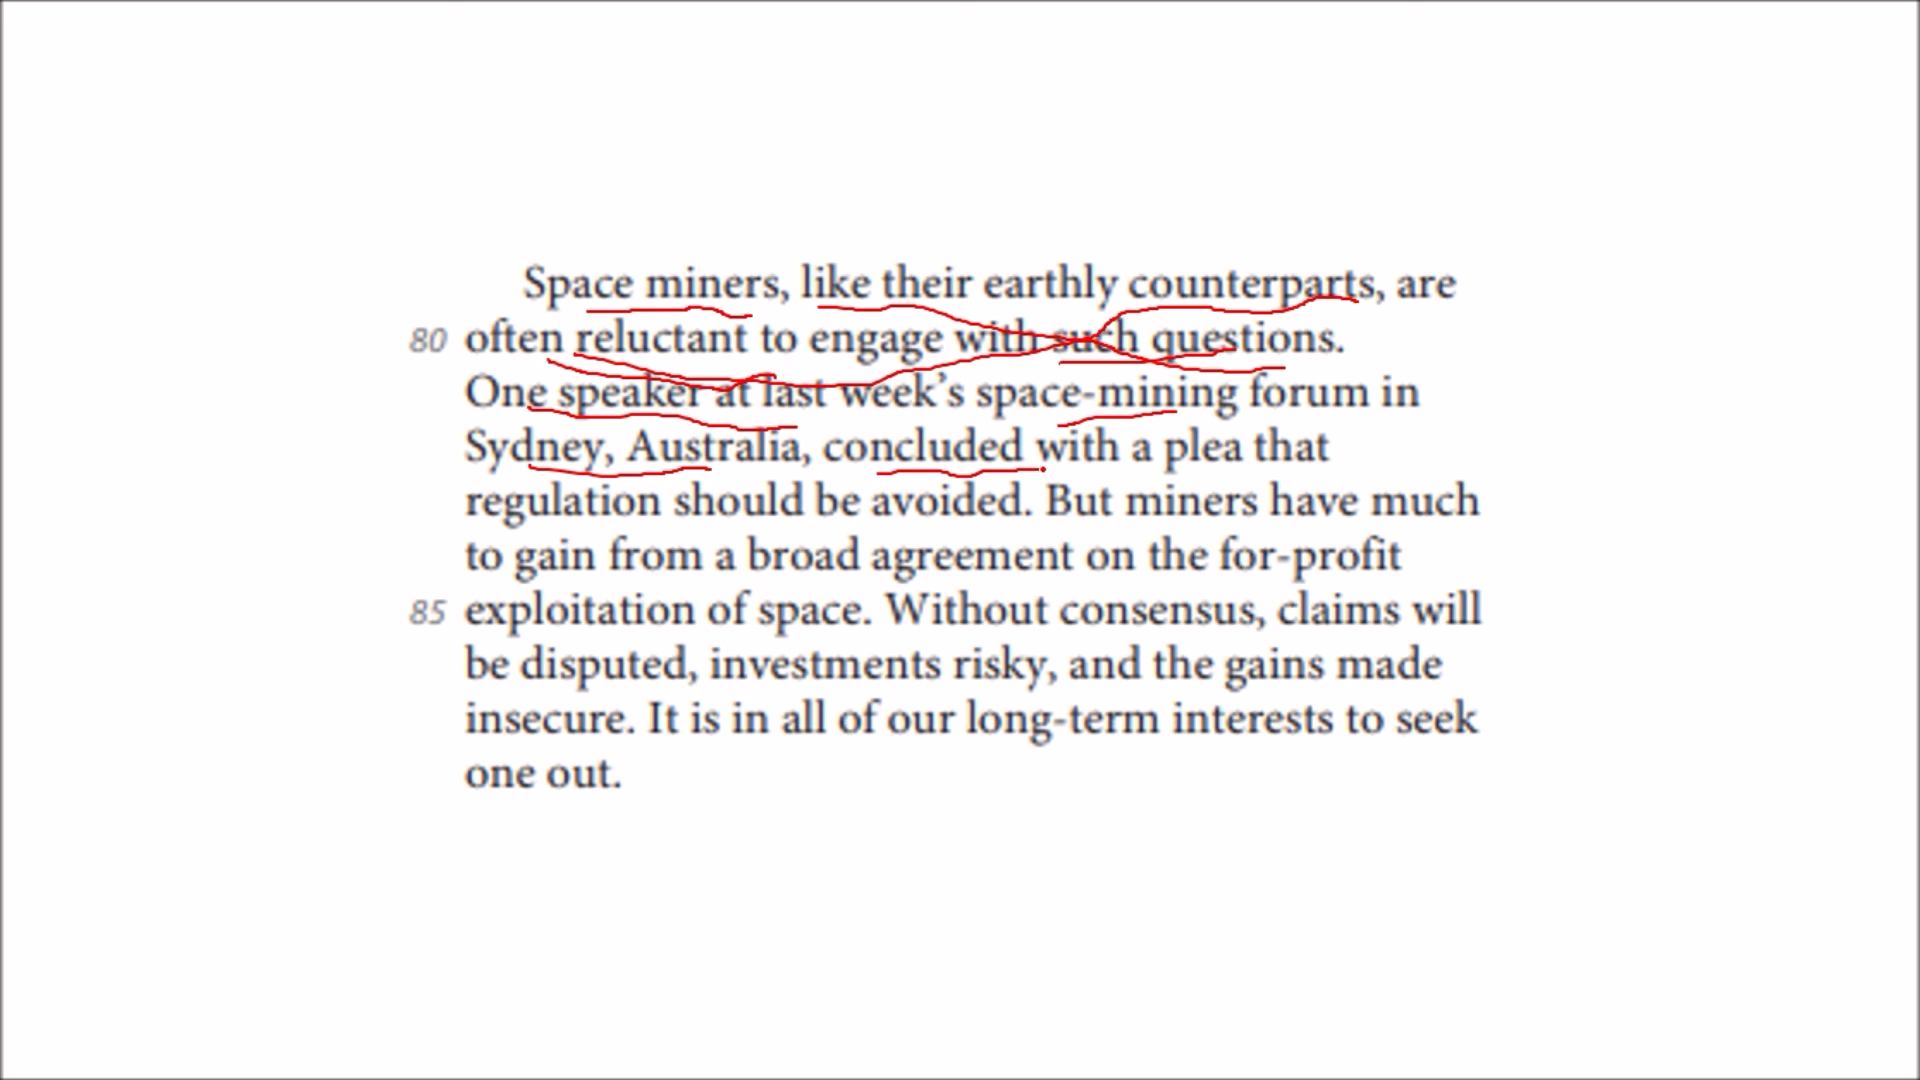 Space miners, like their earthly counterparts, are
80 often reluctant to engage with such questions.
One speaker at last week’s space-mining forum in
Sydney, Australia, concluded with a plea that
regulation should be avoided. But miners have much
to gain from a broad agreement on the for-profit
85 exploitation of space. Without consensus, claims will
be disputed, investments risky, and the gains made
insecure. It is in all of our long-term interests to seek
one out.